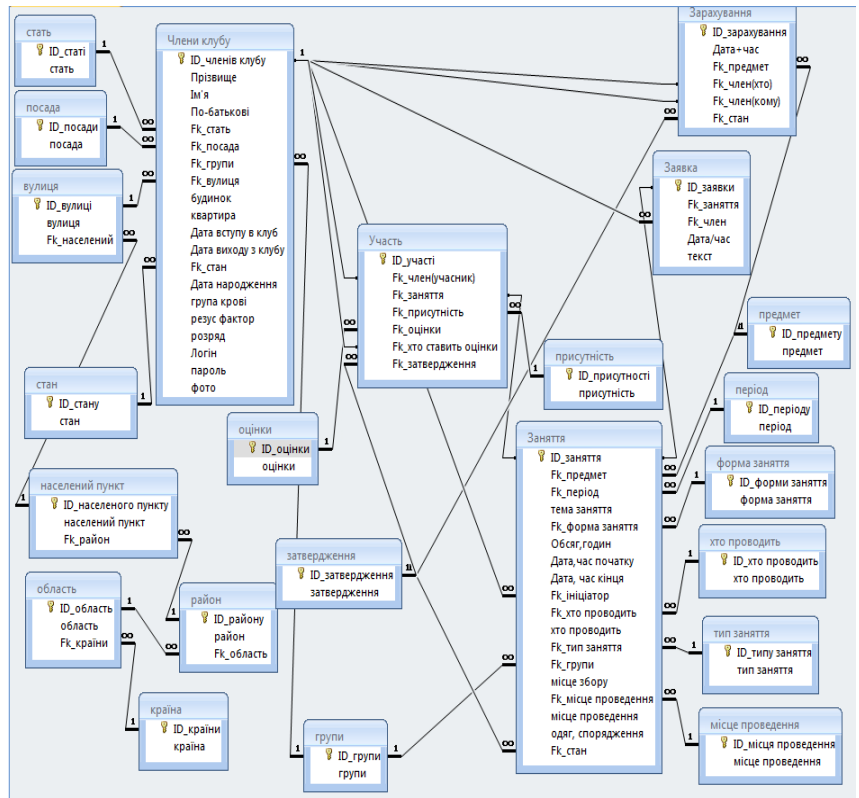 стать
ID_статі
стать
посада
ID_посади
посада
вулиця
ID_вулиці
вулиця
Fk_населений
Члени клубу
ID_членів клубу
Прізвище
Ім'я
По-батькові
Fk_стать
Fk_посада
Fk_групи
Fk_вулиця
будинок
квартира
Дата вступу в клуб
Дата виходу з клубу
Fk_стан
Дата народження
група крові
резус фактор
розряд
Логін
пароль
фото
Зарахування
ID_зарахування
Дата+час
Fk_предмет
Fk_член(хто)
Fk_член(кому)
Fk_стан
Заявка
ID_заявки
Fk_заняття
Fk_член
Дата/час
текст
Участь
ID_участі
Fk_член(учасник)
Fk_заняття
Fk_присутність
Fk_оцінки
Fk_хто ставить оцінки
Fk_затвердження
предмет
ID_предмету
предмет
присутність
ID_присутності
присутність
період
ID_періоду
період
стан
ID_стану
стан
оцінки
ID_оцінки
оцінки
Заняття
ID_заняття
Fk_предмет
Fk_період
тема заняття
Fk_форма заняття
Обсяг,годин
Дата,час початку
Дата, час кінця
Fk_ініціатор
Fk_хто проводить
хто проводить
Fk_тип заняття
Fk_групи
місце збору
Fk_місце проведення
місце проведення
одяг, спорядження
Fk_стан
форма заняття
ID_форми заняття
форма заняття
населений пункт
ID_населеного пункту
населений пункт
Fk_район
хто проводить
ID_хто проводить
хто проводить
затвердження
ID_затвердження
затвердження
область
ID_область
область
Fk_країни
район
ID_району
район
Fk_область
тип заняття
ID_типу заняття
тип заняття
країна
ID_країни
країна
групи
ID_групи
групи
місце проведення
ID_місця проведення
місце проведення